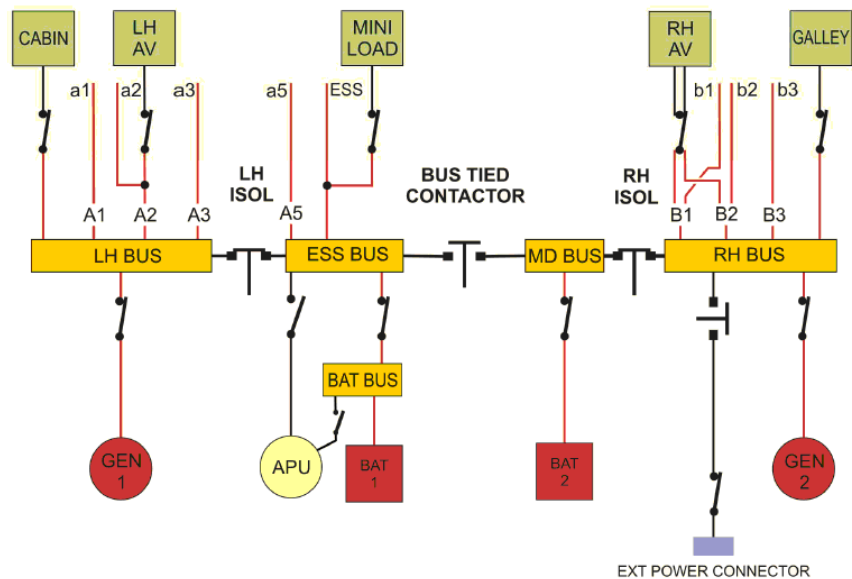 CABIN
LH
AV
MINI
LOAD
RH
AV
GALLEY
a1
a2
a3
a5
ESS
b1
b2
b3
LH
ISOL
BUS TIED
CONTACTOR
RH
ISOL
A1
A2
A3
A5
B1
B2
B3
LH BUS
ESS BUS
MD BUS
RH BUS
BAT BUS
GEN
1
APU
BAT
1
BAT
2
GEN
2
EXT POWER CONNECTOR